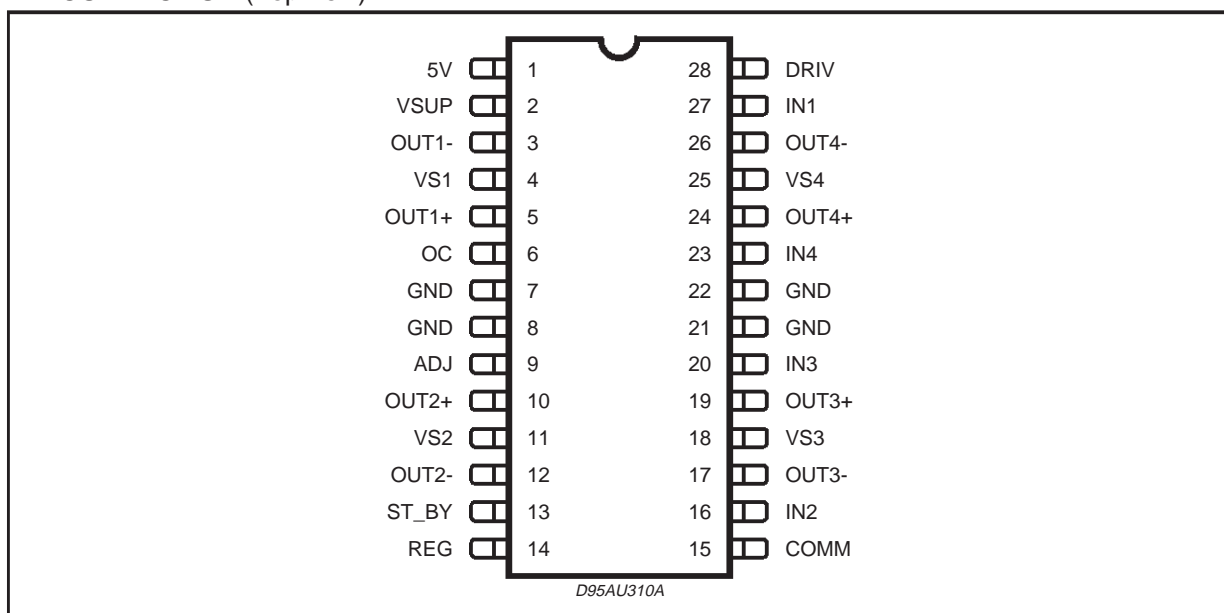 5V 1 28 DRIV
VSUP 2 27 IN1
OUT1- 3 26 OUT4-
VS1 4 25 VS4
OUT1+ 5 24 OUT4+
OC 6 23 IN4
GND 7 22 GND
GND 8 21 GND
ADJ 9 20 IN3
OUT2+ 10 19 OUT3+
VS2 11 18 VS3
OUT2- 12 17 OUT3-
ST_BY 13 16 IN2
REG 14 15 COMM
D95AU310A